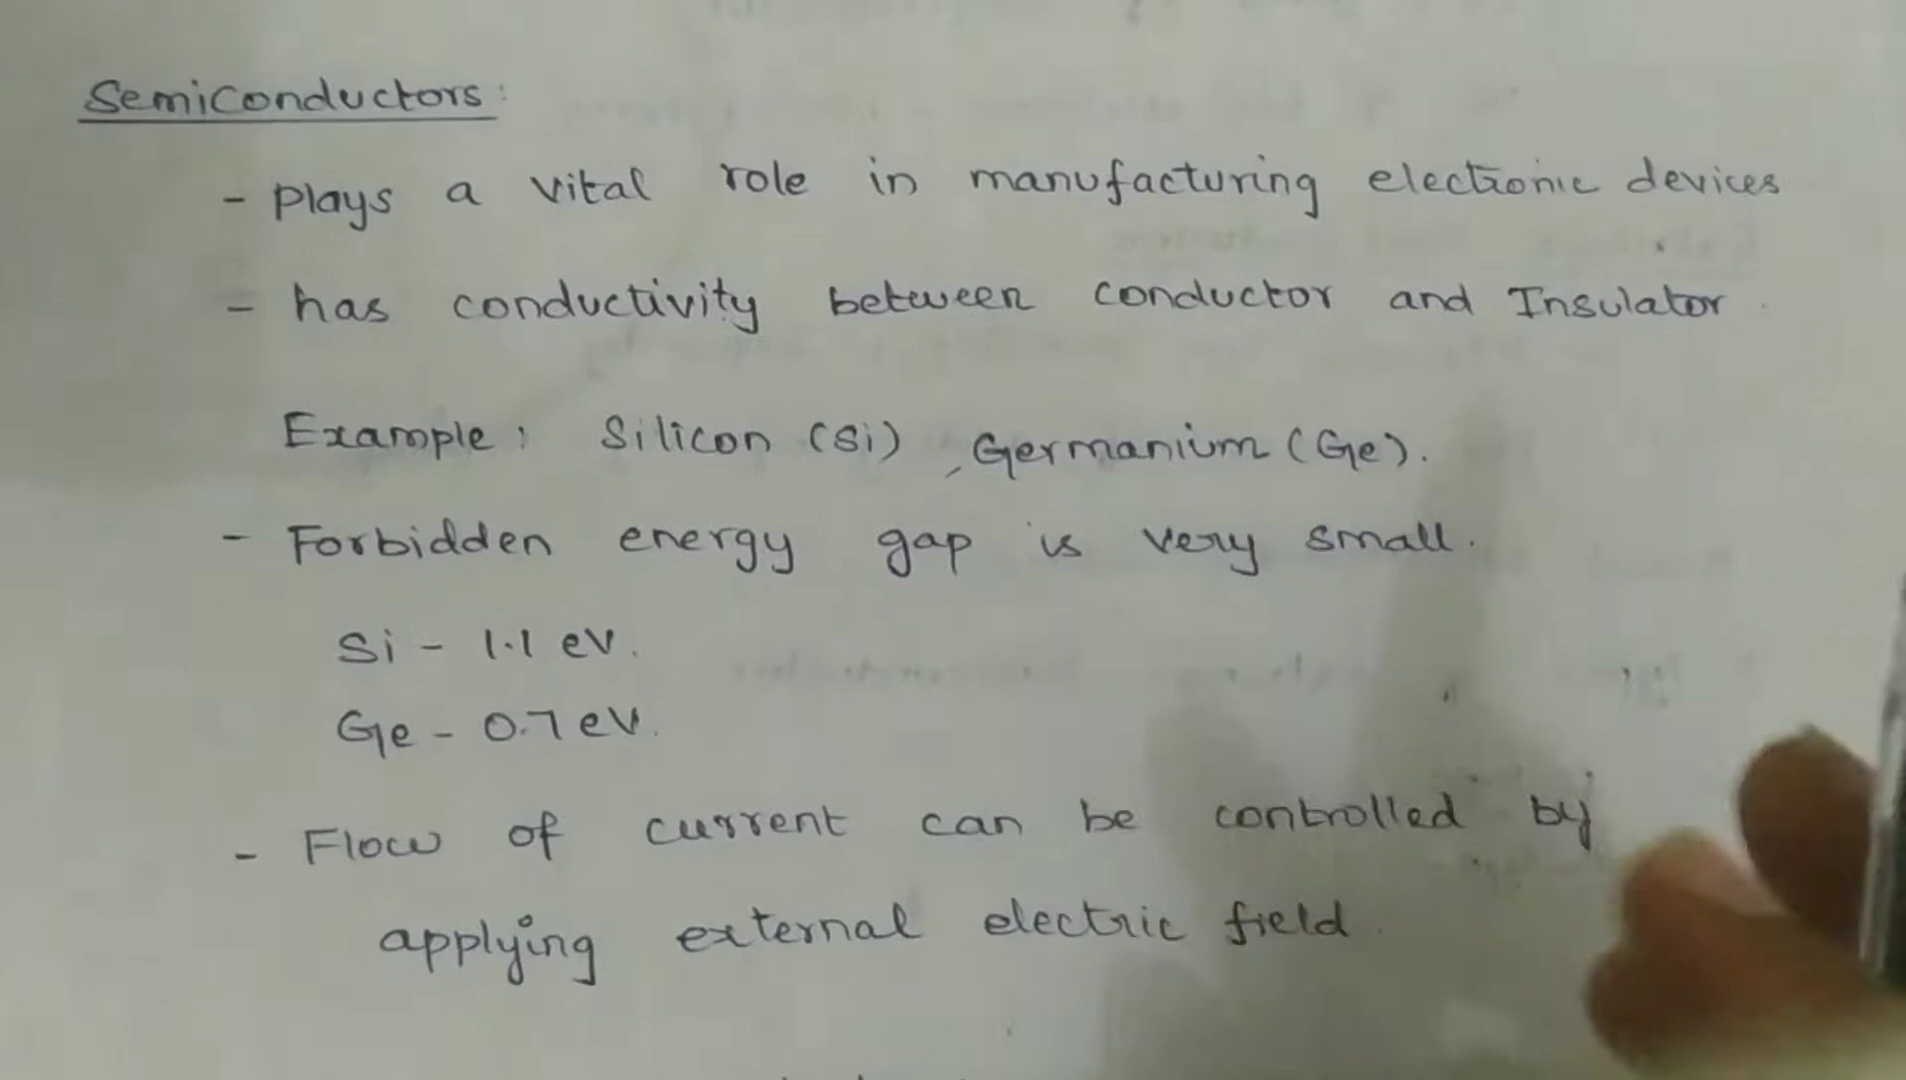 Semiconductors:
- plays a vital role in manufacturing electronic devices
- has conductivity between conductor and Insulator.
Example: Silicon (Si), Germanium (Ge).
- Forbidden energy gap is very small.
Si - 1.1 eV.
Ge - 0.7 eV.
- Flow of current can be controlled by
applying external electric field.